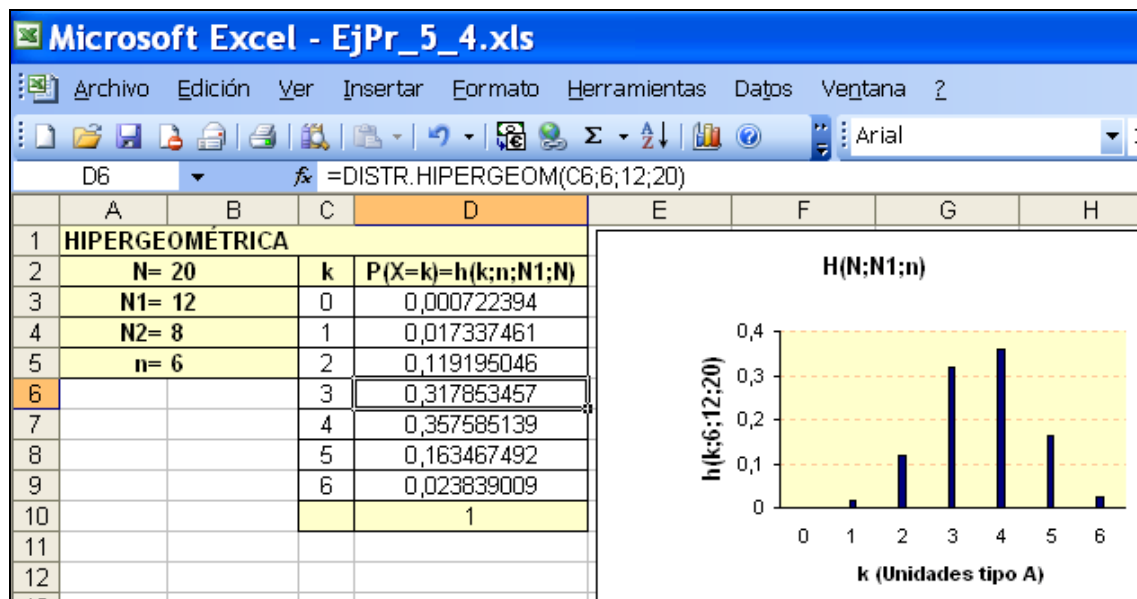 Microsoft Excel - EjPr_5_4.xls
Archivo Edición Ver Insertar Formato Herramientas Datos Ventana ?
Σ Arial
D6 fx =DISTR.HIPERGEOM(C6;6;12;20)
A B C D E F G H
1 HIPERGEOMÉTRICA
2 N= 20 k P(X=k)=h(k;n;N1;N)
3 N1= 12 0 0,000722394
4 N2= 8 1 0,017337461
5 n= 6 2 0,119195046
6 3 0,317853457
7 4 0,357585139
8 5 0,163467492
9 6 0,023839009
10 1
11
12
H(N;N1;n)
h(k;6;12;20)
0,4
0,3
0,2
0,1
0
0 1 2 3 4 5 6
k (Unidades tipo A)